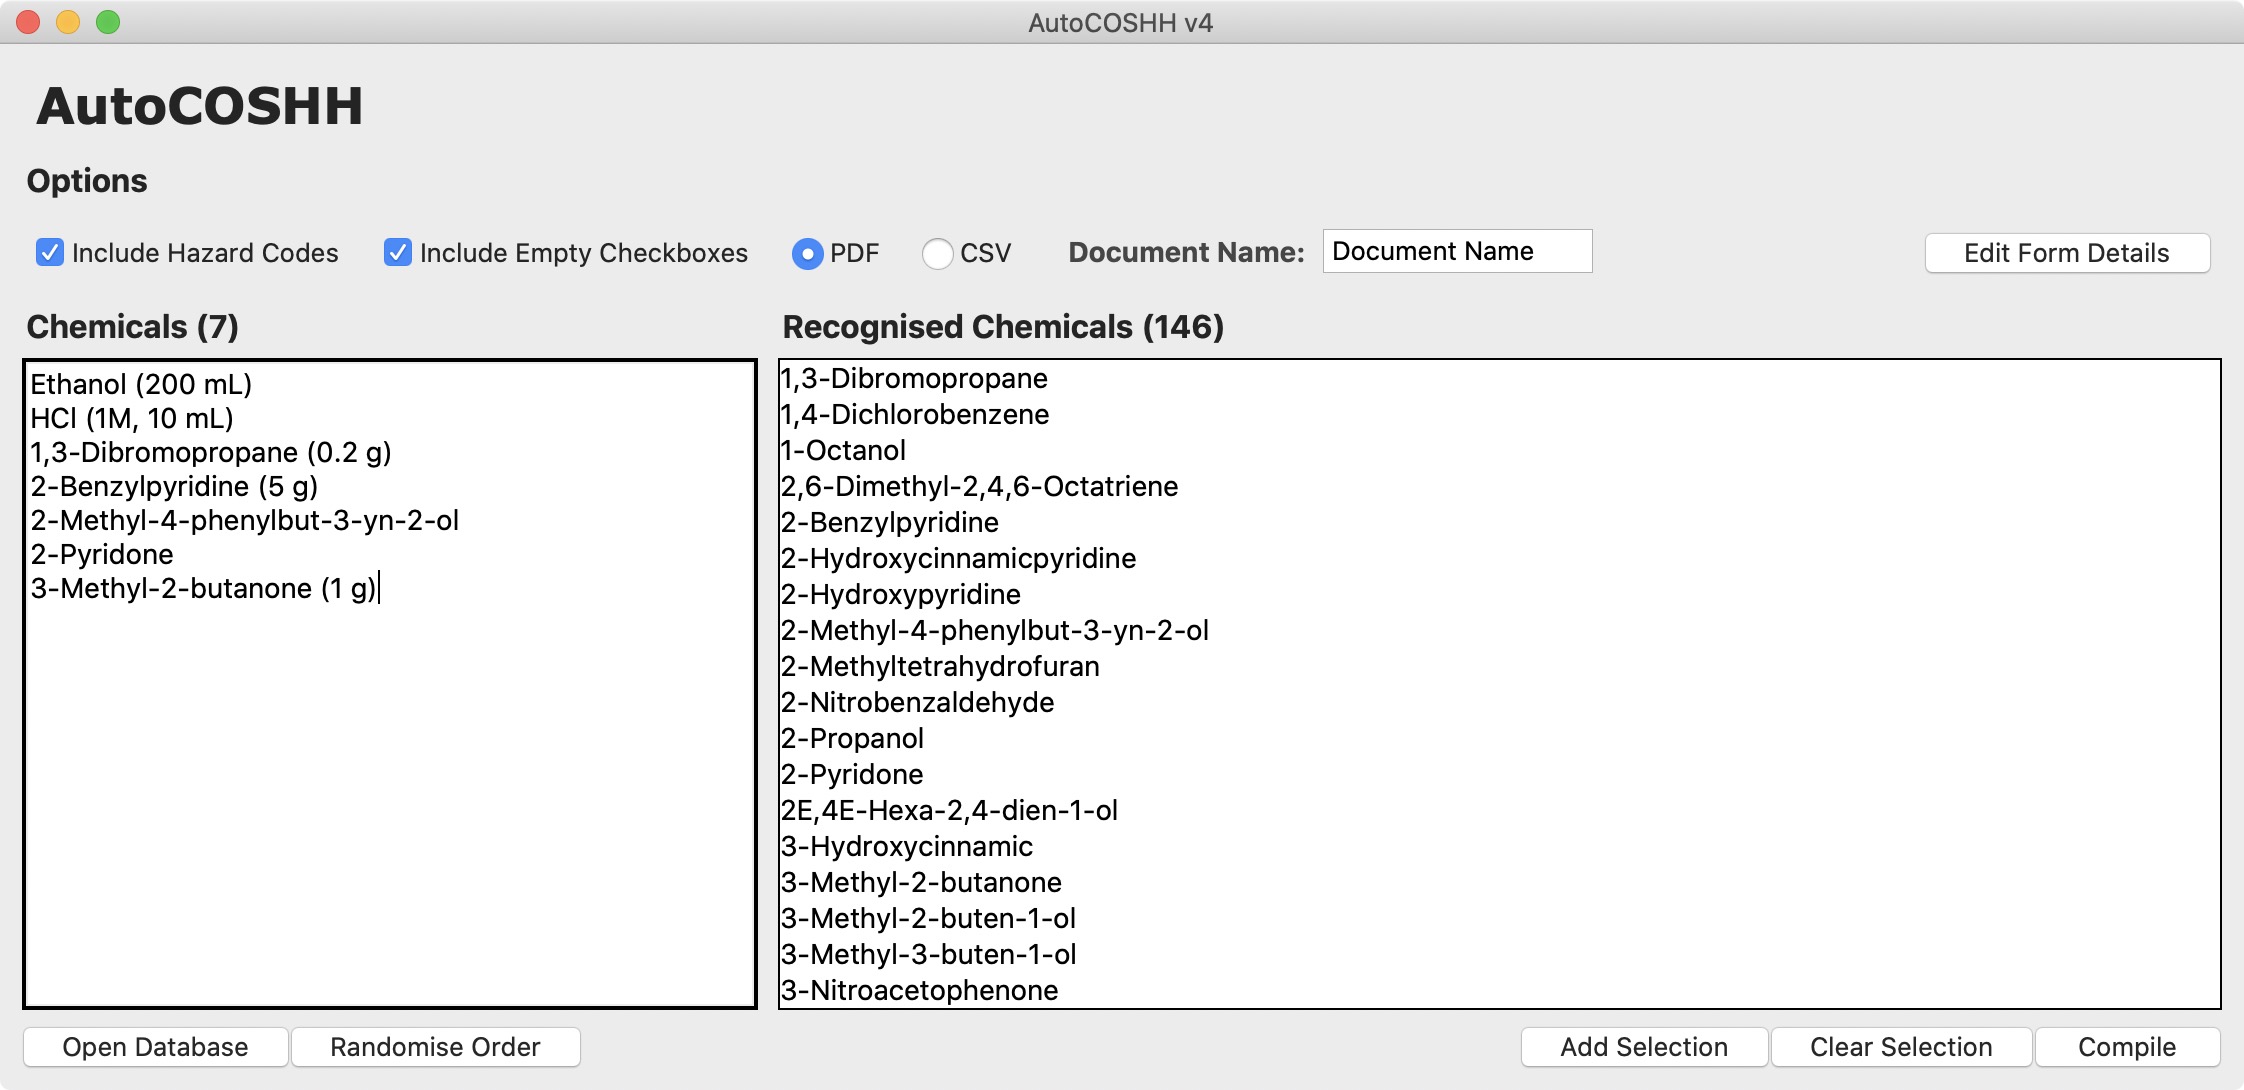 AutoCOSHH v4
AutoCOSHH
Options
Include Hazard Codes
Include Empty Checkboxes
PDF
CSV
Document Name:
Document Name
Edit Form Details
Chemicals (7)
Ethanol (200 mL)
HCl (1M, 10 mL)
1,3-Dibromopropane (0.2 g)
2-Benzylpyridine (5 g)
2-Methyl-4-phenylbut-3-yn-2-ol
2-Pyridone
3-Methyl-2-butanone (1 g)
Recognised Chemicals (146)
1,3-Dibromopropane
1,4-Dichlorobenzene
1-Octanol
2,6-Dimethyl-2,4,6-Octatriene
2-Benzylpyridine
2-Hydroxycinnamicpyridine
2-Hydroxypyridine
2-Methyl-4-phenylbut-3-yn-2-ol
2-Methyltetrahydrofuran
2-Nitrobenzaldehyde
2-Propanol
2-Pyridone
2E,4E-Hexa-2,4-dien-1-ol
3-Hydroxycinnamic
3-Methyl-2-butanone
3-Methyl-2-buten-1-ol
3-Methyl-3-buten-1-ol
3-Nitroacetophenone
Open Database
Randomise Order
Add Selection
Clear Selection
Compile